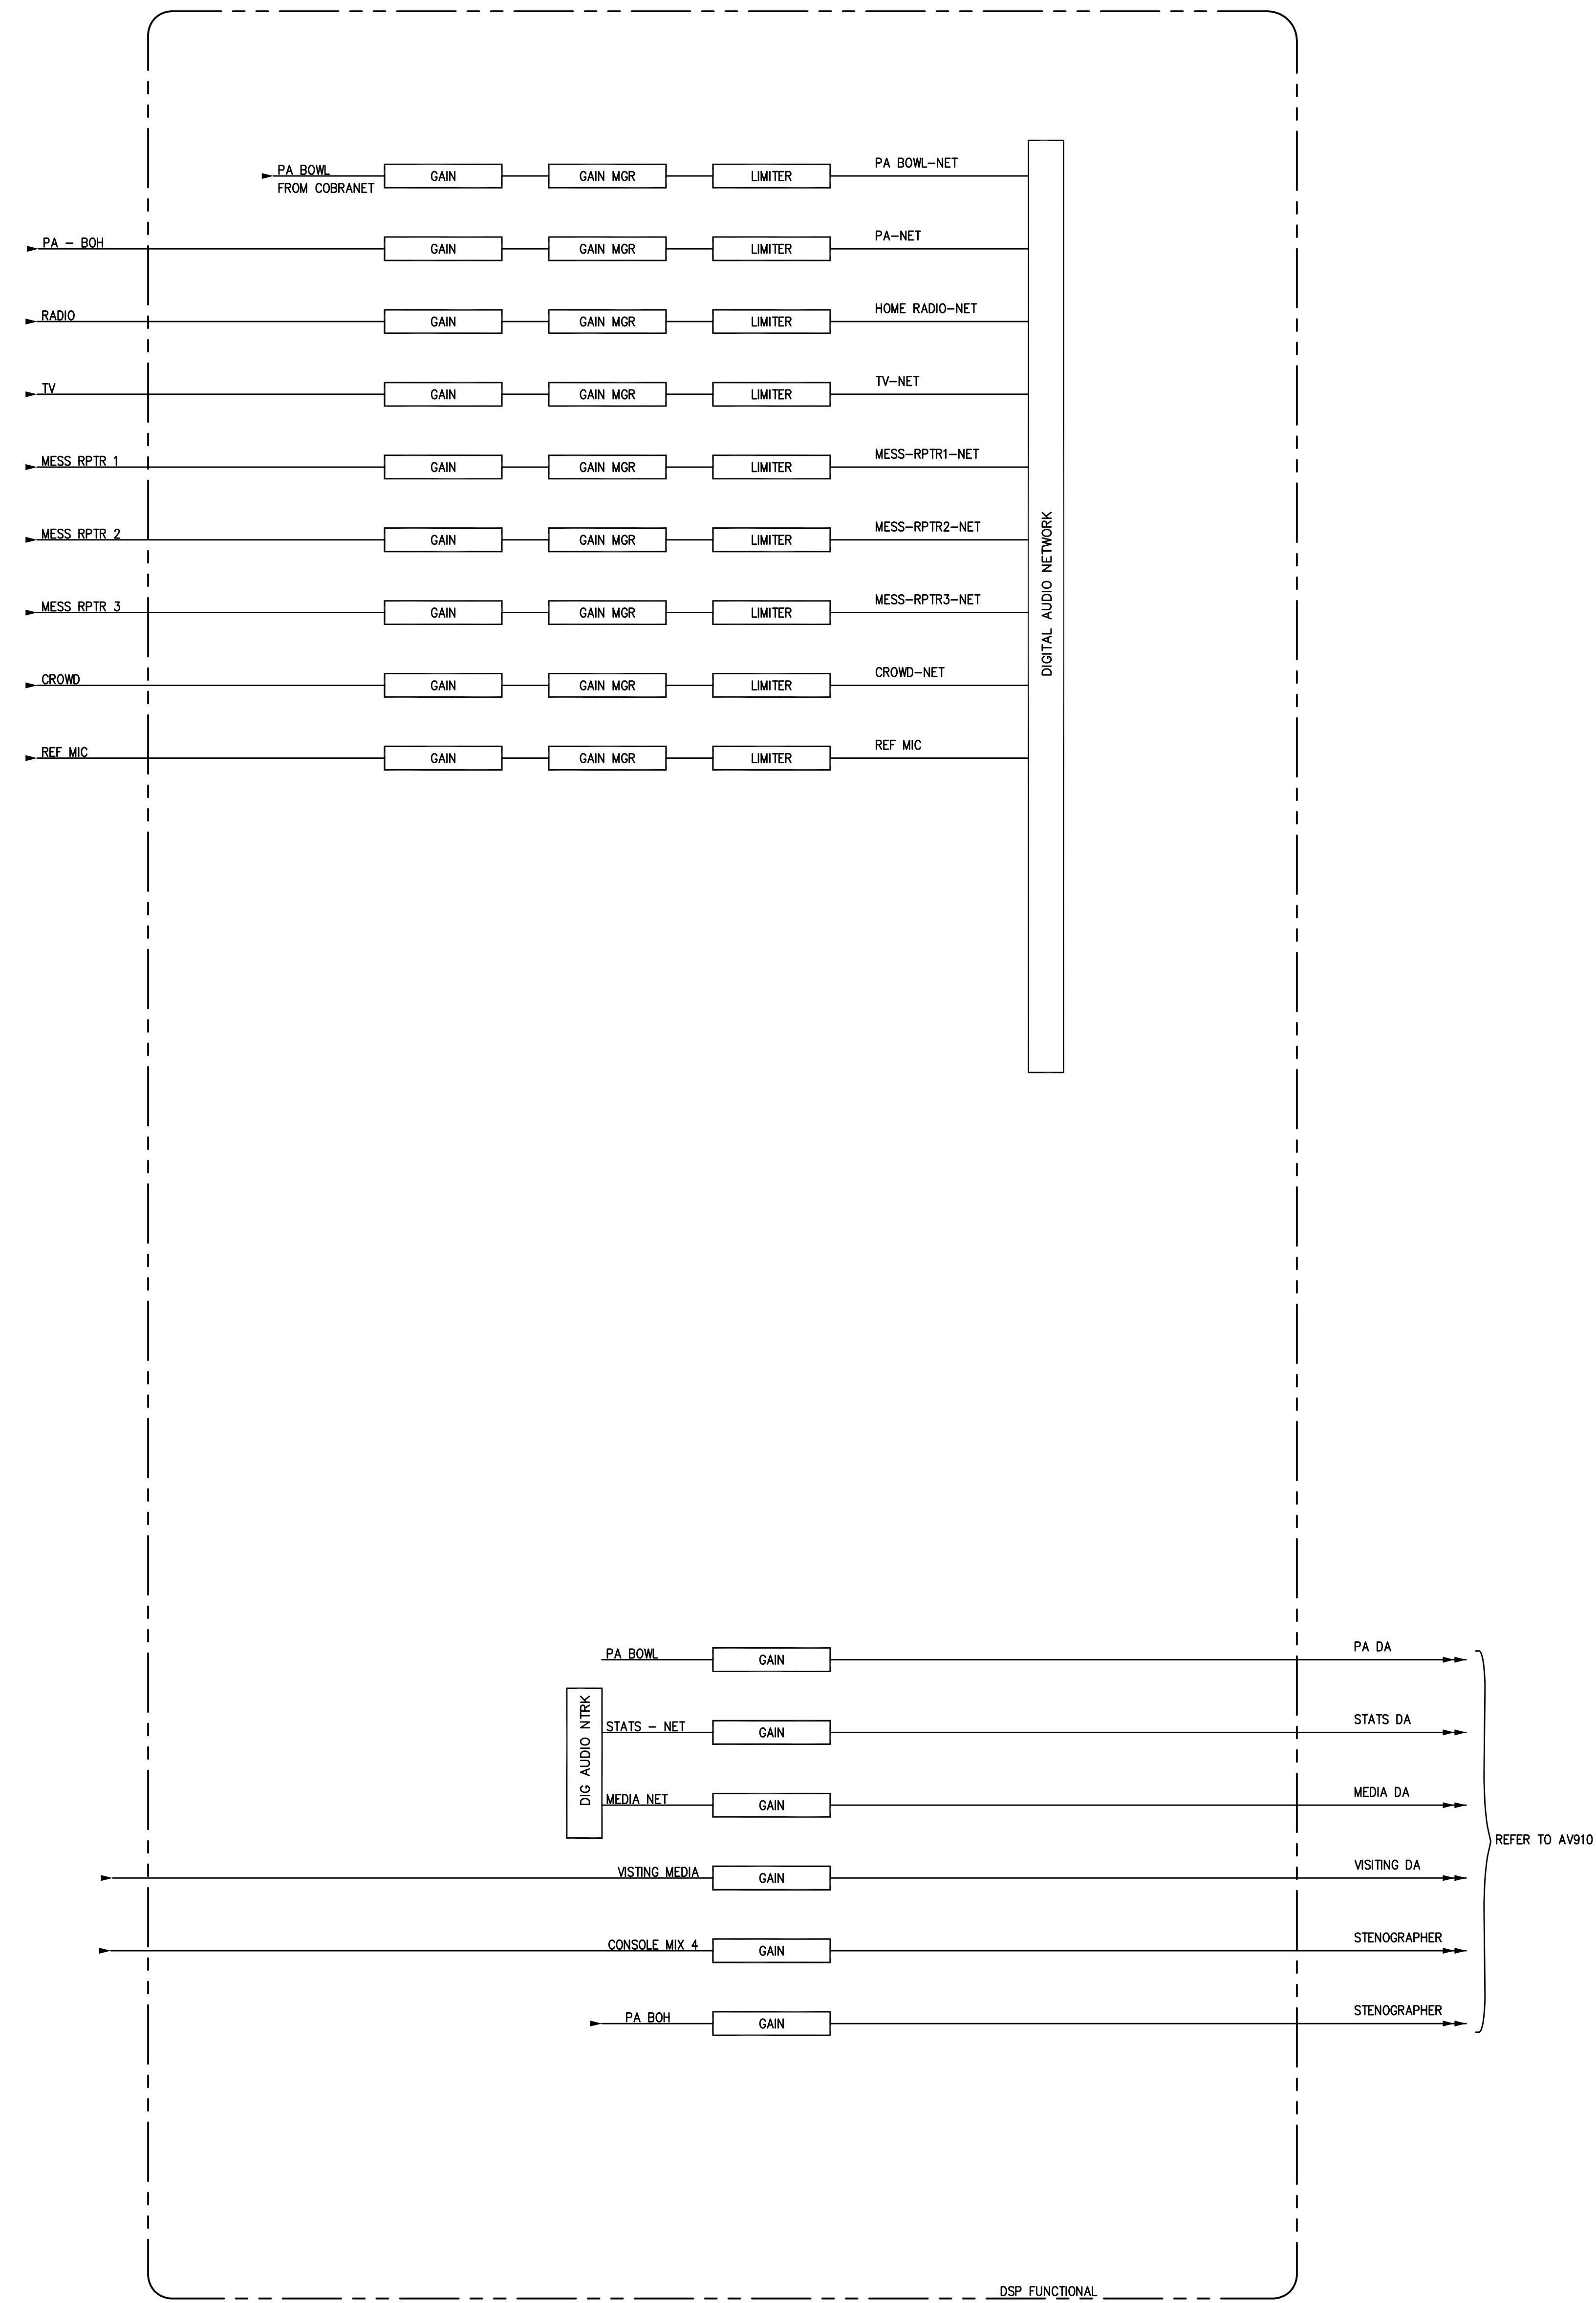 PA BOWL
FROM COBRANET
GAIN
GAIN MGR
LIMITER
PA BOWL-NET
PA - BOH
GAIN
GAIN MGR
LIMITER
PA-NET
RADIO
GAIN
GAIN MGR
LIMITER
HOME RADIO-NET
TV
GAIN
GAIN MGR
LIMITER
TV-NET
MESS RPTR 1
GAIN
GAIN MGR
LIMITER
MESS-RPTR1-NET
MESS RPTR 2
GAIN
GAIN MGR
LIMITER
MESS-RPTR2-NET
MESS RPTR 3
GAIN
GAIN MGR
LIMITER
MESS-RPTR3-NET
CROWD
GAIN
GAIN MGR
LIMITER
CROWD-NET
REF MIC
GAIN
GAIN MGR
LIMITER
REF MIC
DIGITAL AUDIO NETWORK
PA BOWL
GAIN
PA DA
DIG AUDIO NTRK
STATS - NET
GAIN
STATS DA
MEDIA NET
GAIN
MEDIA DA
VISTING MEDIA
GAIN
VISITING DA
CONSOLE MIX 4
GAIN
STENOGRAPHER
PA BOH
GAIN
STENOGRAPHER
REFER TO AV910
DSP FUNCTIONAL